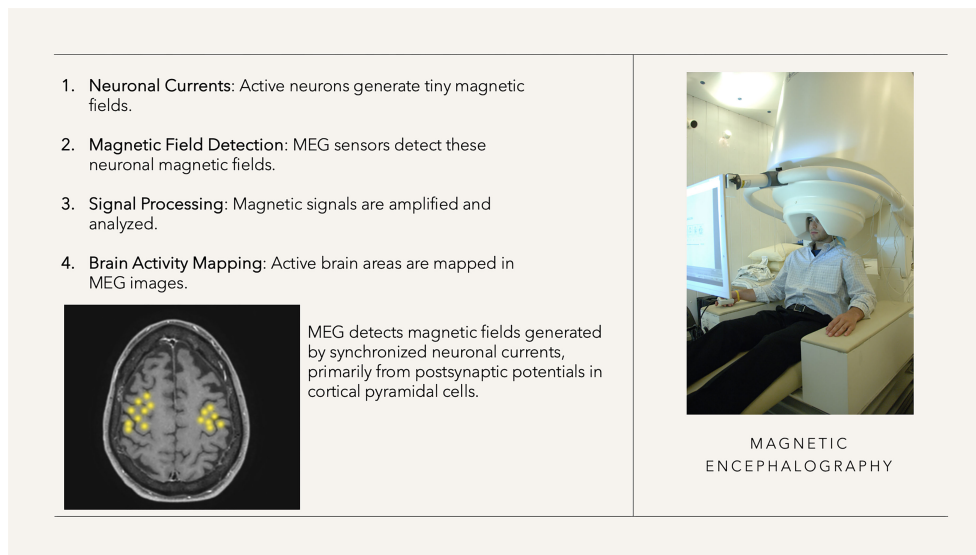 1. Neuronal Currents: Active neurons generate tiny magnetic
fields.
2. Magnetic Field Detection: MEG sensors detect these
neuronal magnetic fields.
3. Signal Processing: Magnetic signals are amplified and
analyzed.
4. Brain Activity Mapping: Active brain areas are mapped in
MEG images.
MEG detects magnetic fields generated
by synchronized neuronal currents,
primarily from postsynaptic potentials in
cortical pyramidal cells.
MAGNETIC
ENCEPHALOGRAPHY